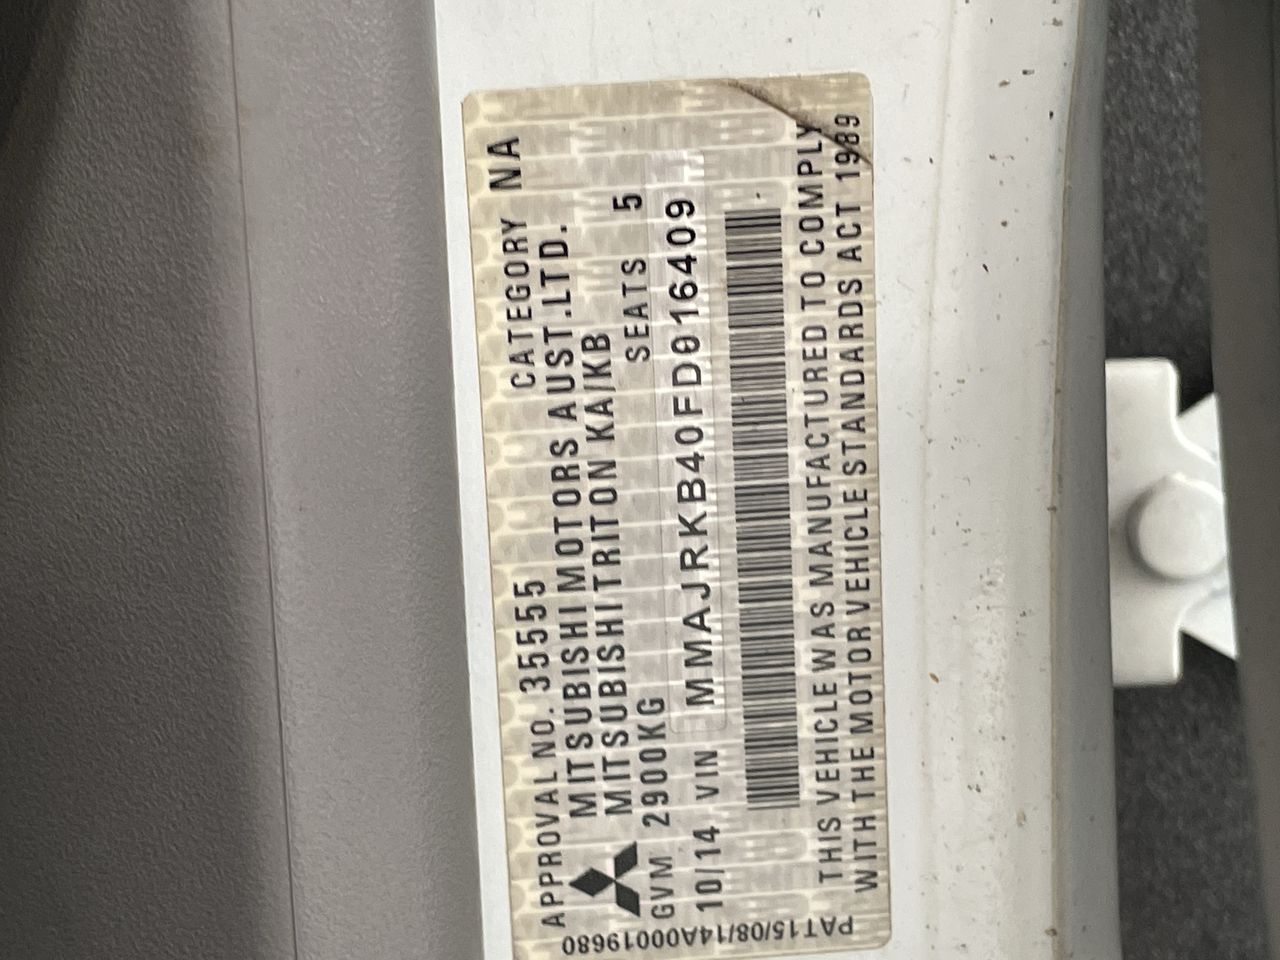 APPROVAL NO. 35555 CATEGORY NA
MITSUBISHI MOTORS AUST.LTD.
MITSUBISHI TRITON KA/KB
GVM 2900KG SEATS 5
10/14 VIN MMAJRKB40FD016409
THIS VEHICLE WAS MANUFACTURED TO COMPLY
WITH THE MOTOR VEHICLE STANDARDS ACT 1989
PAT15/08/14A00019680